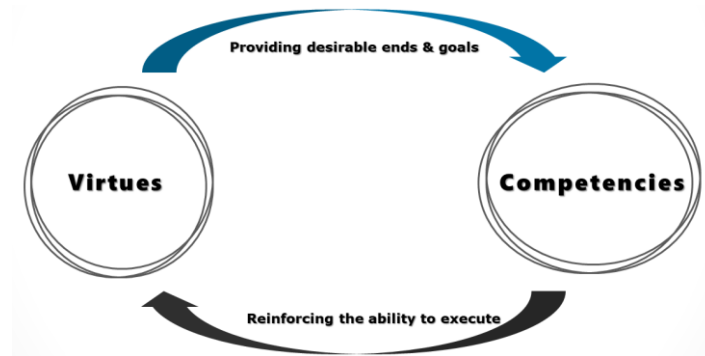 Providing desirable ends & goals
Virtues
Competencies
Reinforcing the ability to execute